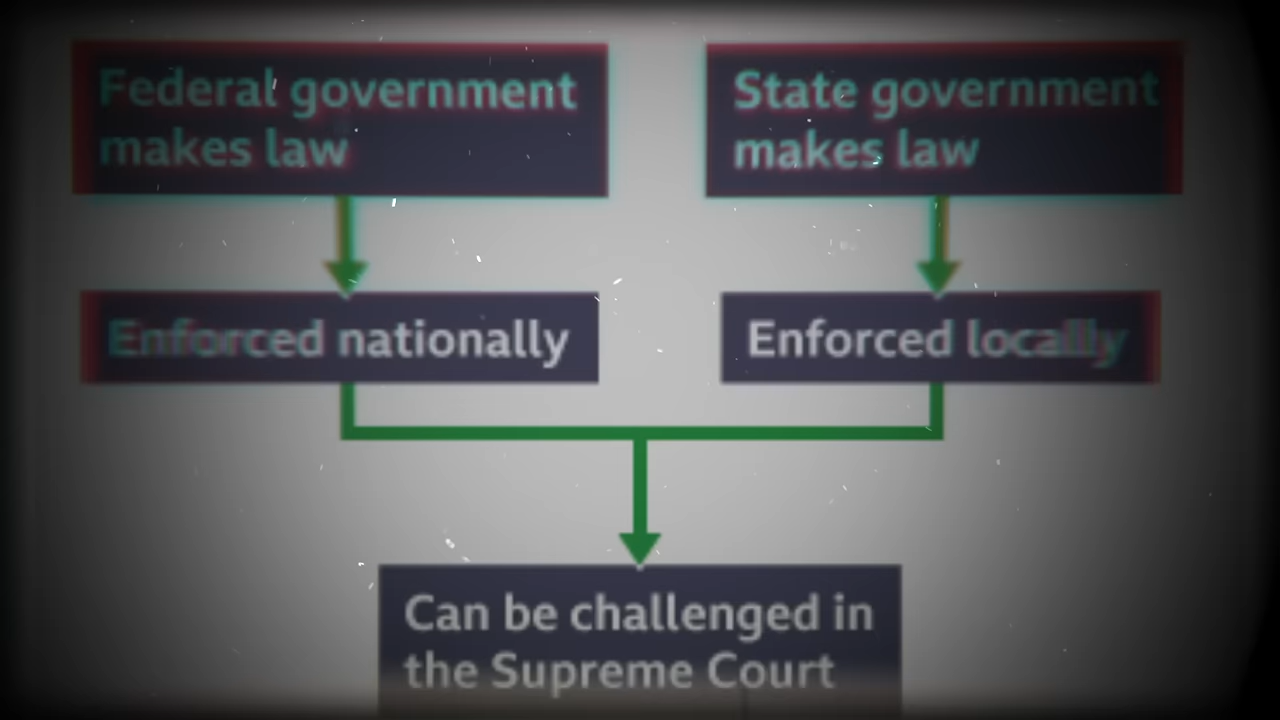 Federal government
makes law
State government
makes law
Enforced nationally
Enforced locally
Can be challenged in
the Supreme Court